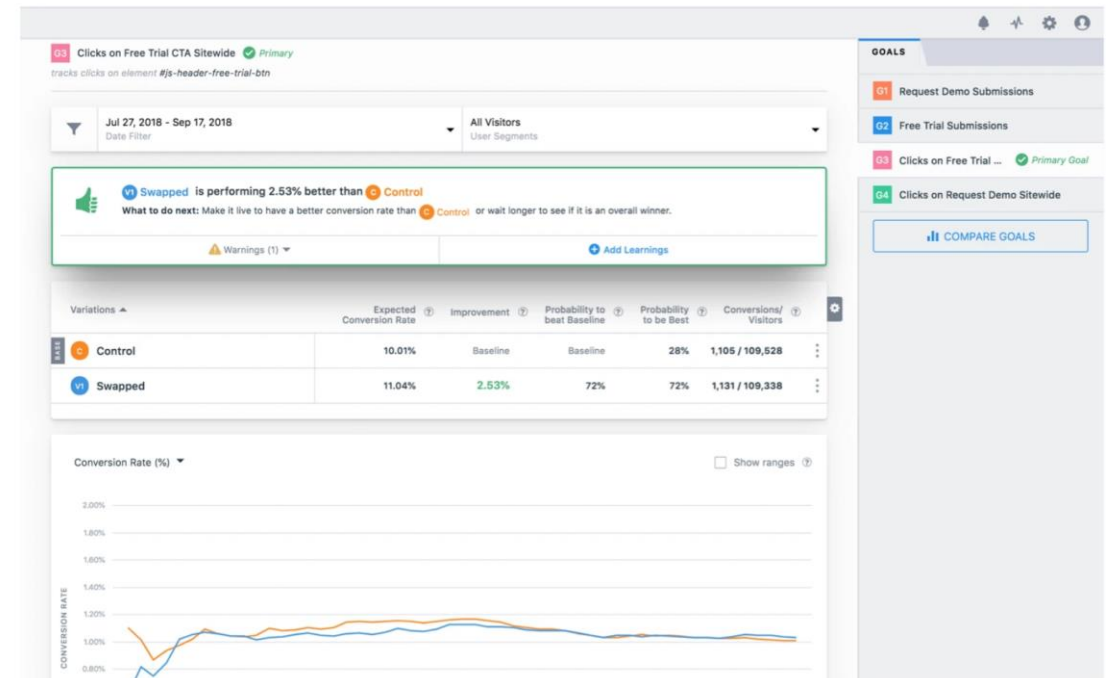 G3 Clicks on Free Trial CTA Sitewide Primary
tracks clicks on element #js-header-free-trial-btn
Jul 27, 2018 - Sep 17, 2018
Date Filter
All Visitors
User Segments
V1 Swapped is performing 2.53% better than C Control
What to do next: Make it live to have a better conversion rate than C Control or wait longer to see if it is an overall winner.
Warnings (1)
Add Learnings
Variations Expected Conversion Rate ? Improvement ? Probability to beat Baseline ? Probability to be Best ? Conversions/ Visitors ?
BASE C Control 10.01% Baseline Baseline 28% 1,105 / 109,528
V1 Swapped 11.04% 2.53% 72% 72% 1,131 / 109,338
Conversion Rate (%)
Show ranges ?
2.00%
1.80%
1.60%
1.40%
1.20%
1.00%
0.80%
CONVERSION RATE
GOALS
G1 Request Demo Submissions
G2 Free Trial Submissions
G3 Clicks on Free Trial ... Primary Goal
G4 Clicks on Request Demo Sitewide
COMPARE GOALS